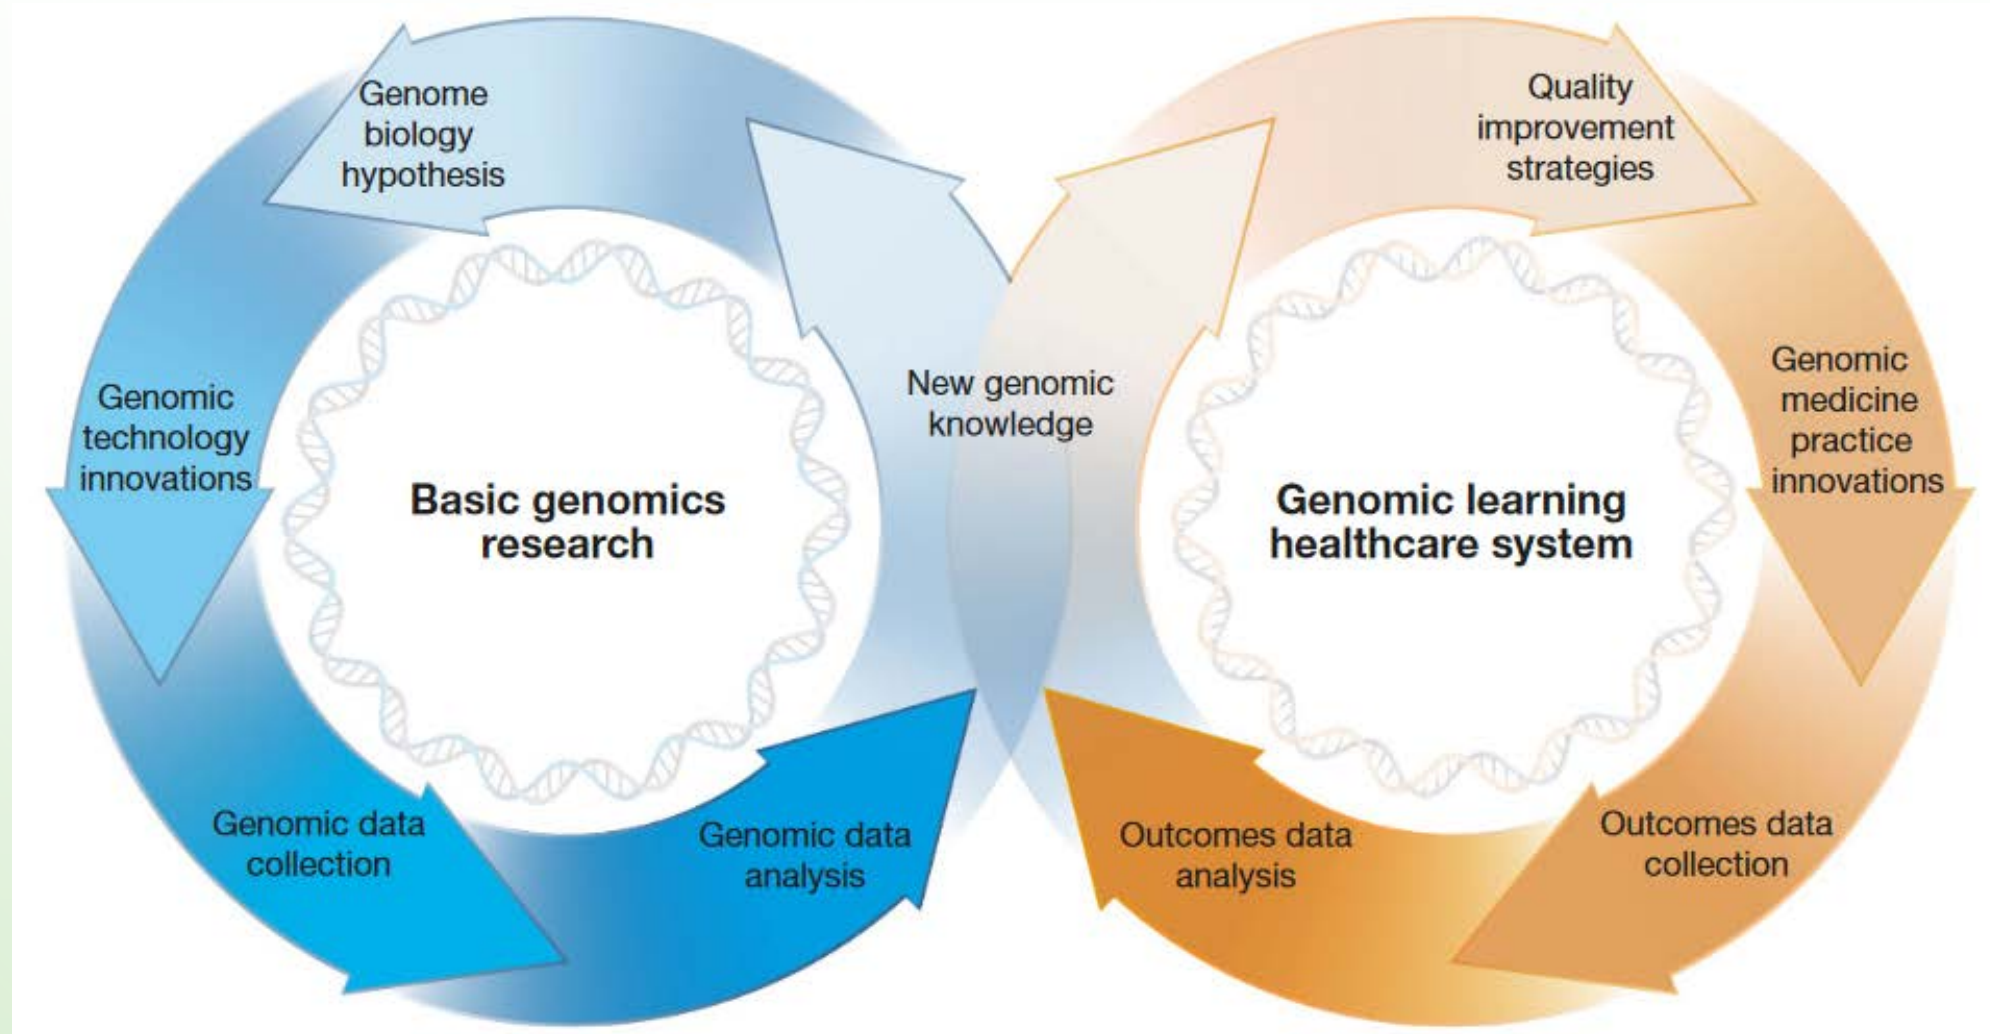 Genome
biology
hypothesis
Genomic
technology
innovations
Genomic data
collection
Genomic data
analysis
Basic genomics
research
New genomic
knowledge
Quality
improvement
strategies
Genomic
medicine
practice
innovations
Outcomes data
collection
Outcomes data
analysis
Genomic learning
healthcare system